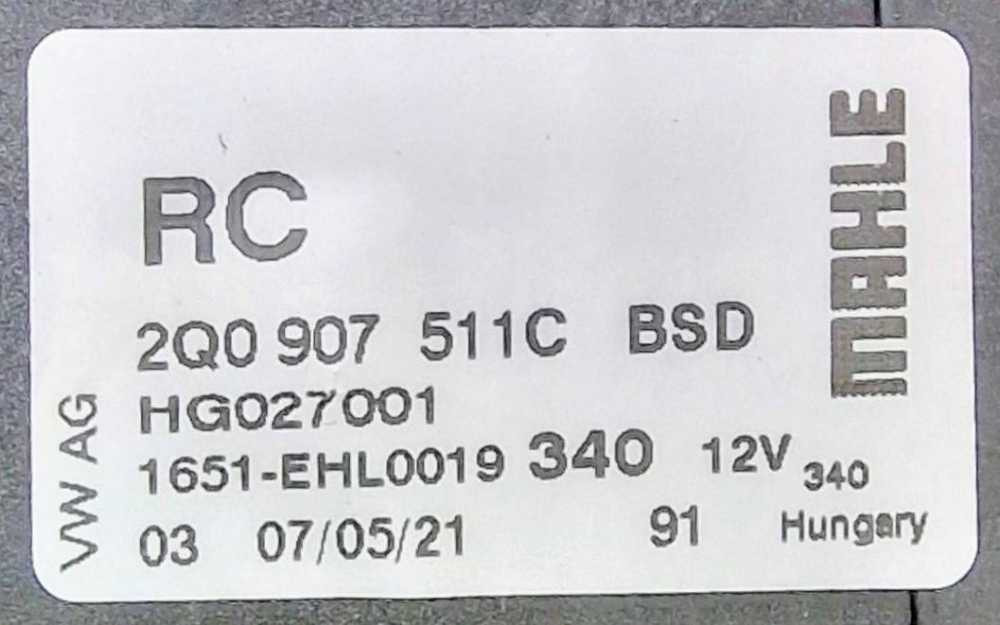 RC
2Q0 907 511C BSD
HG027001
1651-EHL0019 340 12V 340
03 07/05/21 91 Hungary
VW AG
MAHLE